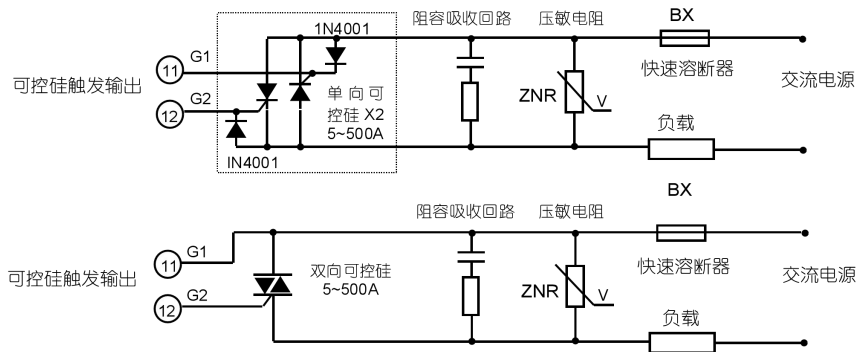 1N4001
阻容吸收回路
压敏电阻
BX
G1
11
可控硅触发输出
G2
12
单向可
控硅 X2
5~500A
IN4001
ZNR
V
快速溶断器
交流电源
负载
BX
阻容吸收回路
压敏电阻
G1
11
可控硅触发输出
G2
12
双向可控硅
5~500A
ZNR
V
快速溶断器
交流电源
负载